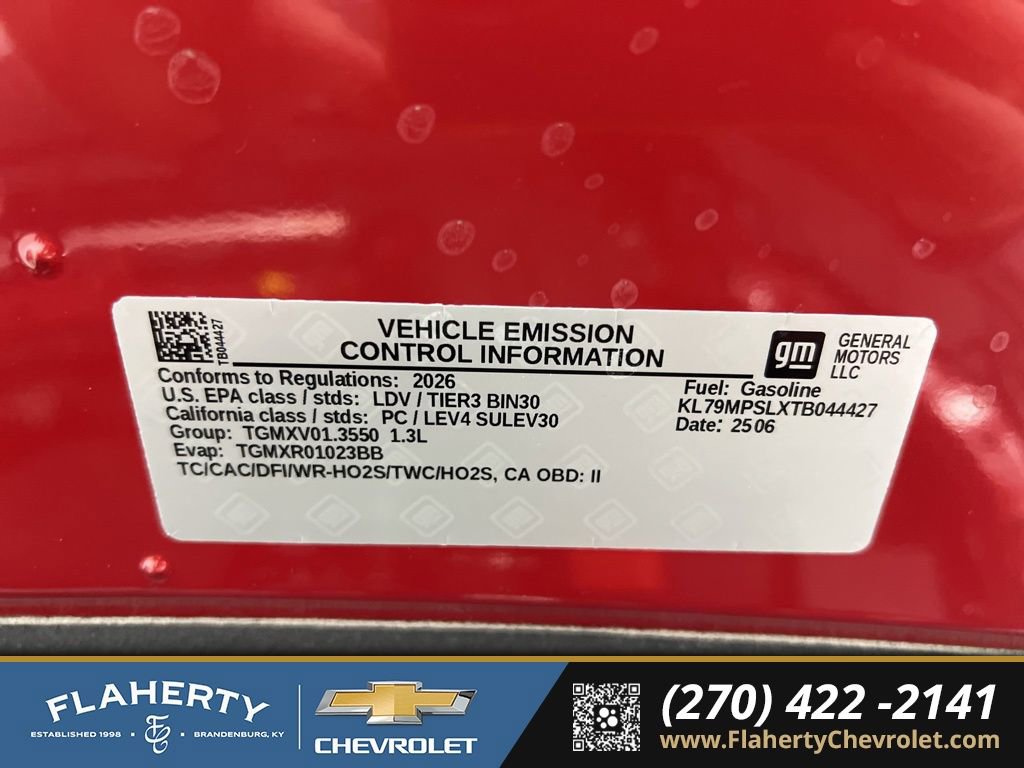 TB044427
VEHICLE EMISSION
CONTROL INFORMATION
gm
GENERAL
MOTORS
LLC
Conforms to Regulations: 2026
U.S. EPA class / stds: LDV / TIER3 BIN30
California class / stds: PC / LEV4 SULEV30
Group: TGMXV01.3550 1.3L
Evap: TGMXR01023BB
TC/CAC/DFI/WR-HO2S/TWC/HO2S, CA OBD: II
Fuel: Gasoline
KL79MPSLXTB044427
Date: 2506
FLAHERTY
ESTABLISHED 1998 • BRANDENBURG, KY
CHEVROLET
(270) 422 -2141
www.FlahertyChevrolet.com